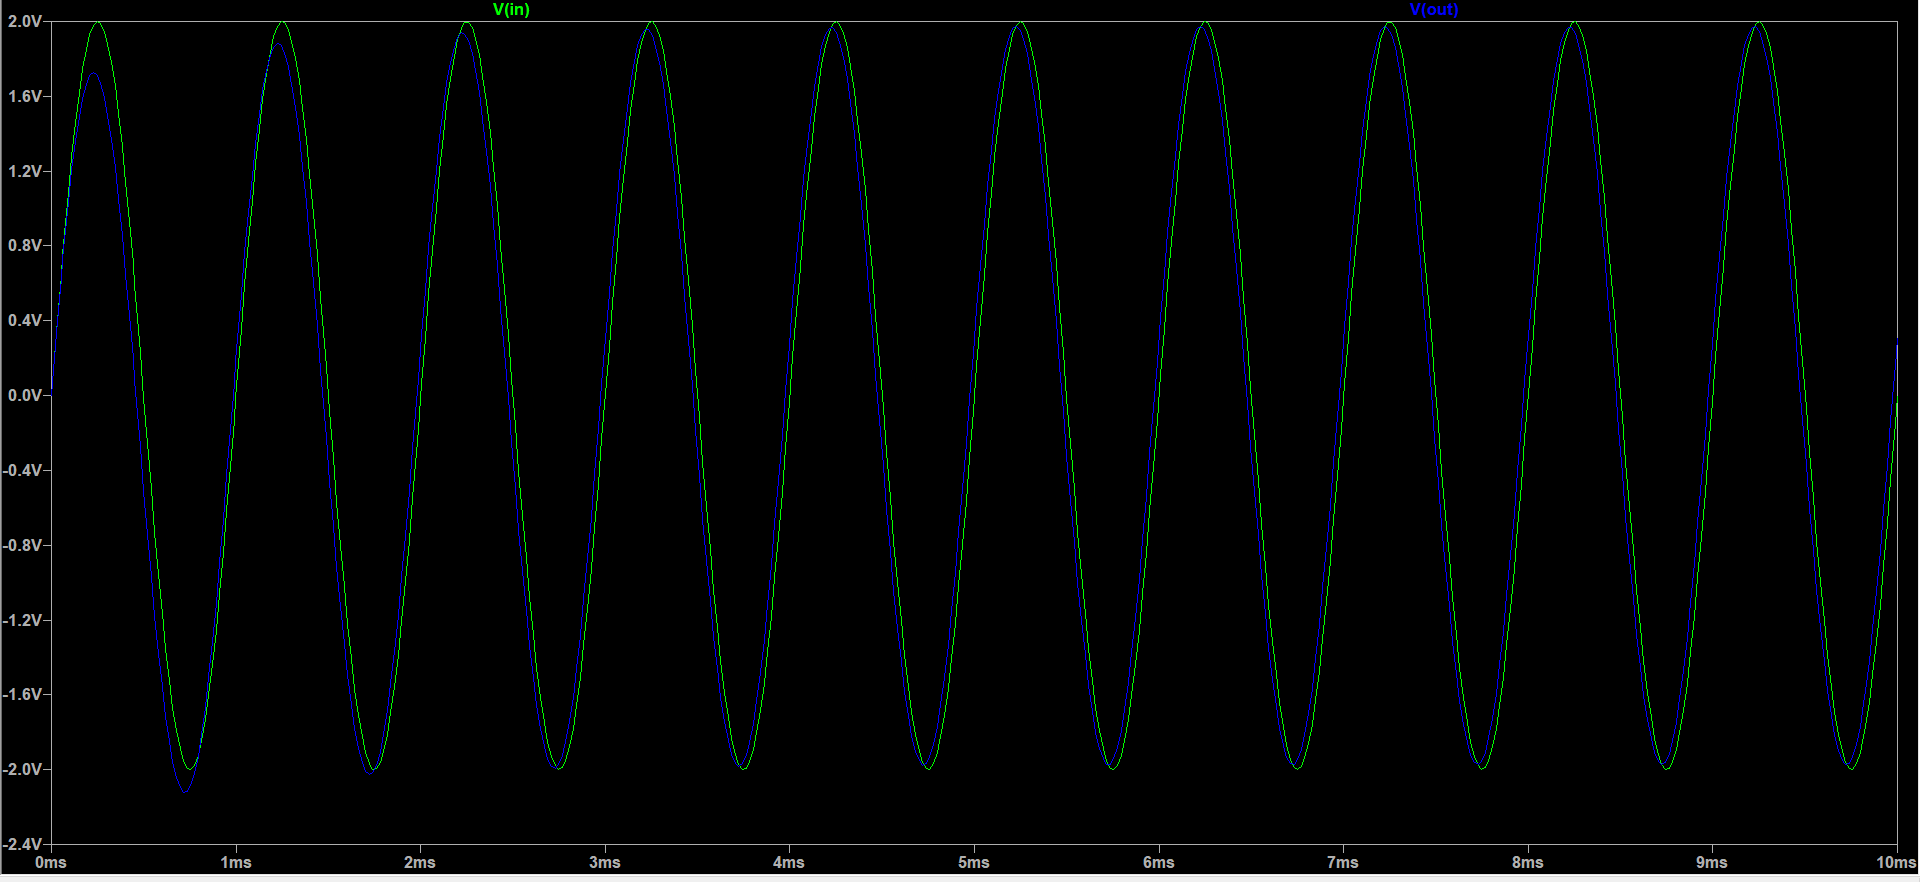 V(in) V(out)
2.0V
1.6V
1.2V
0.8V
0.4V
0.0V
-0.4V
-0.8V
-1.2V
-1.6V
-2.0V
-2.4V
0ms 1ms 2ms 3ms 4ms 5ms 6ms 7ms 8ms 9ms 10ms